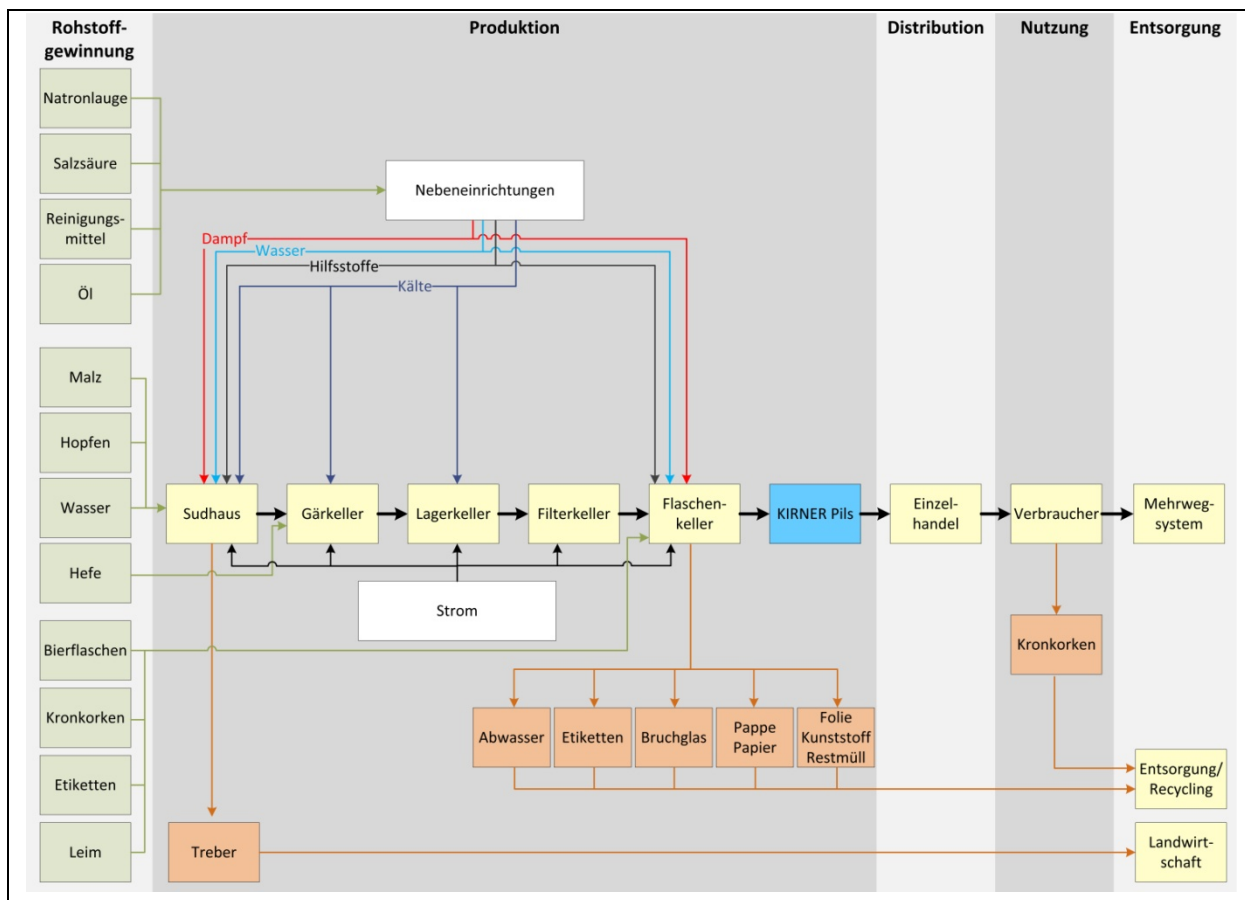 Rohstoff-
gewinnung
Produktion
Distribution
Nutzung
Entsorgung
Natronlauge
Salzsäure
Reinigungs-
mittel
Öl
Nebeneinrichtungen
Dampf
Wasser
Hilfsstoffe
Kälte
Malz
Hopfen
Wasser
Hefe
Sudhaus
Gärkeller
Lagerkeller
Filterkeller
Flaschen-
keller
KIRNER Pils
Einzel-
handel
Verbraucher
Mehrweg-
system
Strom
Bierflaschen
Kronkorken
Etiketten
Leim
Kronkorken
Abwasser
Etiketten
Bruchglas
Pappe
Papier
Folie
Kunststoff
Restmüll
Entsorgung/
Recycling
Treber
Landwirt-
schaft